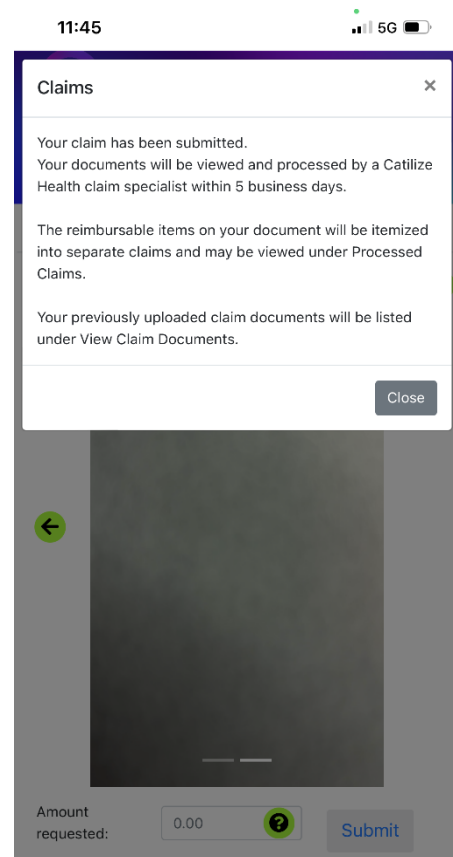 11:45
5G
Claims
×
Your claim has been submitted.
Your documents will be viewed and processed by a Catilize
Health claim specialist within 5 business days.
The reimbursable items on your document will be itemized
into separate claims and may be viewed under Processed
Claims.
Your previously uploaded claim documents will be listed
under View Claim Documents.
Close
Amount
requested:
0.00
?
Submit